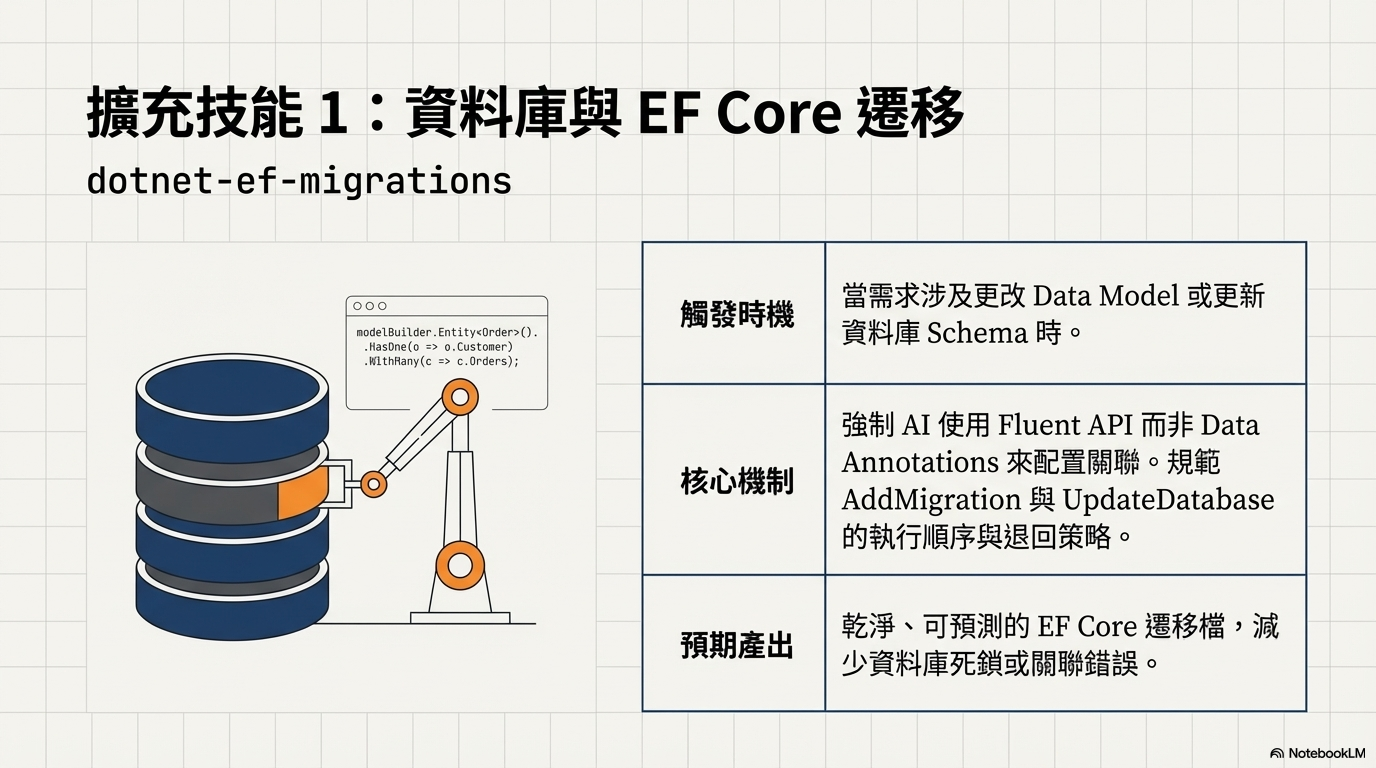 擴充技能 1：資料庫與 EF Core 遷移
dotnet-ef-migrations
modelBuilder.Entity<Order>().
.HasOne(o => o.Customer)
.WlthRany(c => c.Orders);
觸發時機
當需求涉及更改 Data Model 或更新
資料庫 Schema 時。
核心機制
強制 AI 使用 Fluent API 而非 Data
Annotations 來配置關聯。規範
AddMigration 與 UpdateDatabase
的執行順序與退回策略。
預期產出
乾淨、可預測的 EF Core 遷移檔，減
少資料庫死鎖或關聯錯誤。
NotebookLM